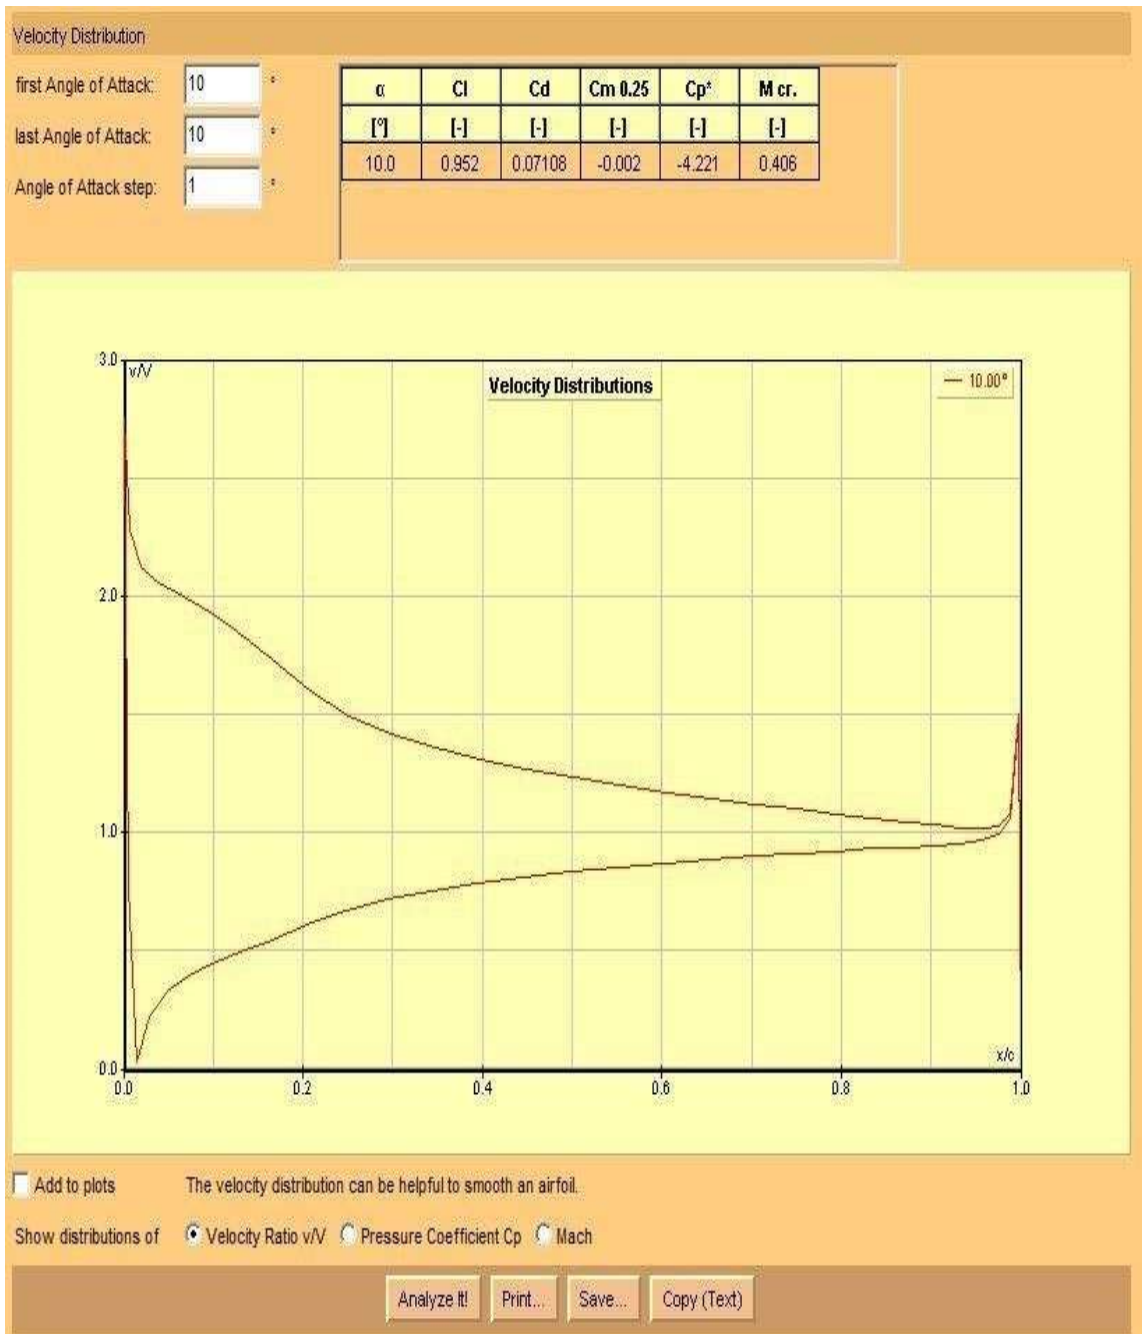 Velocity Distribution
first Angle of Attack: 10 °
last Angle of Attack: 10 °
Angle of Attack step: 1 °
α Cl Cd Cm 0.25 Cp* M cr.
[°] [-] [-] [-] [-] [-]
10.0 0.952 0.07108 -0.002 -4.221 0.406
3.0
v/V
Velocity Distributions
10.00°
2.0
1.0
0.0
x/c
0.0 0.2 0.4 0.6 0.8 1.0
Add to plots The velocity distribution can be helpful to smooth an airfoil.
Show distributions of Velocity Ratio v/V Pressure Coefficient Cp Mach
Analyze It! Print... Save... Copy (Text)